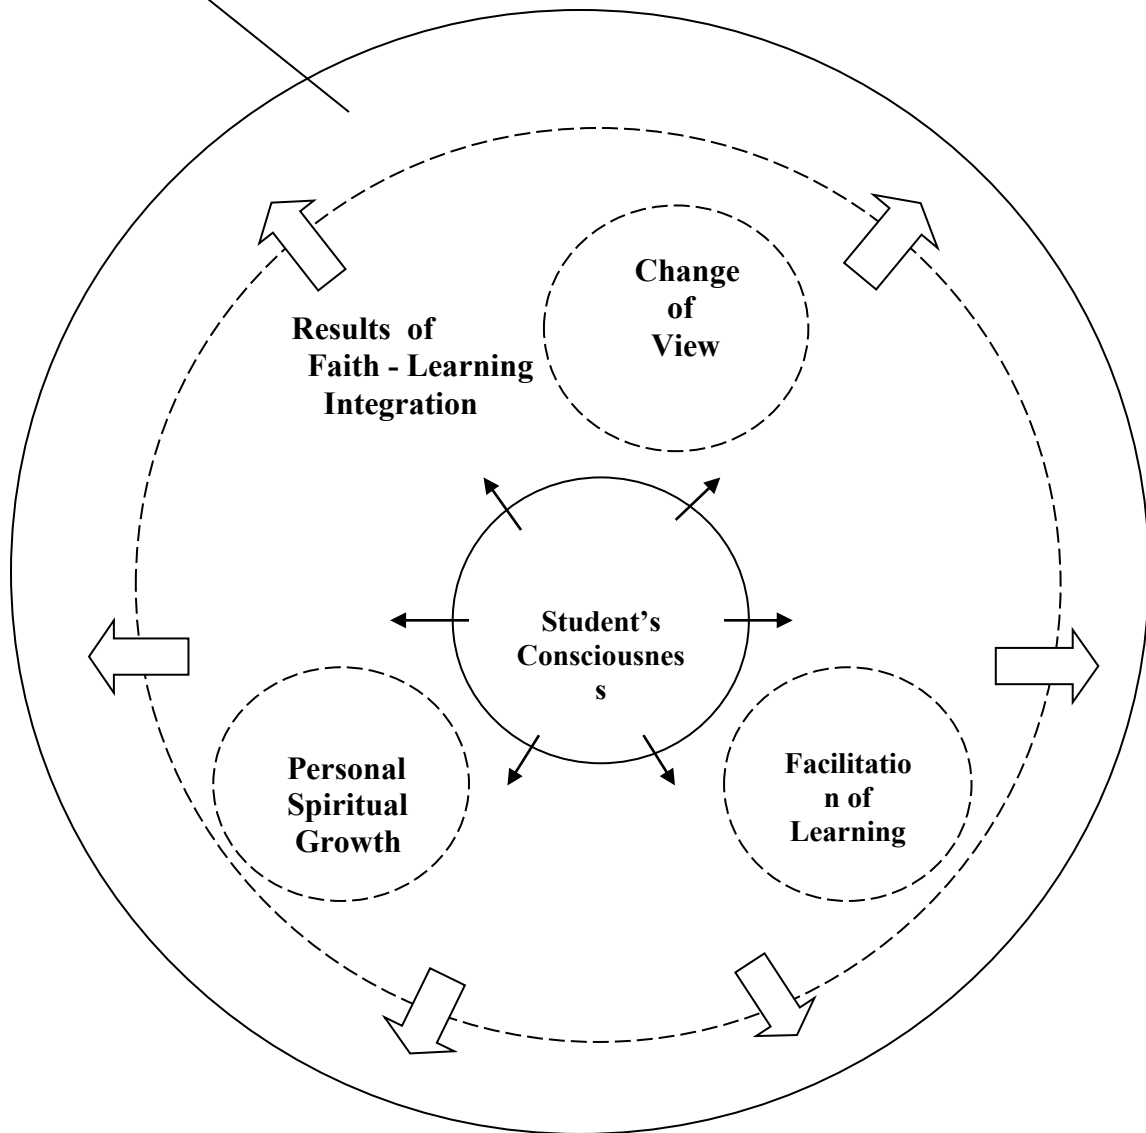 Change
of
View
Results of
Faith - Learning
Integration
Student’s
Consciousnes
s
Personal
Spiritual
Growth
Facilitatio
n of
Learning